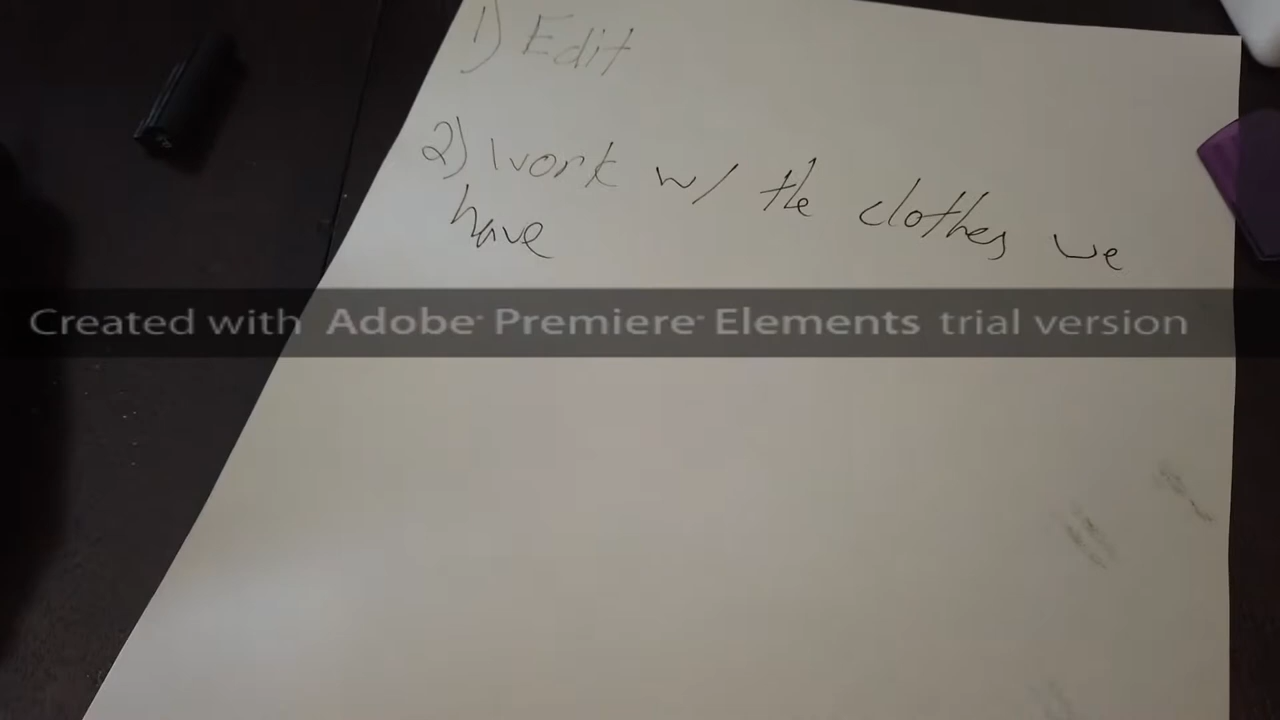 1) Edit
2) Work w/ the clothes we
have
Created with Adobe Premiere Elements trial version